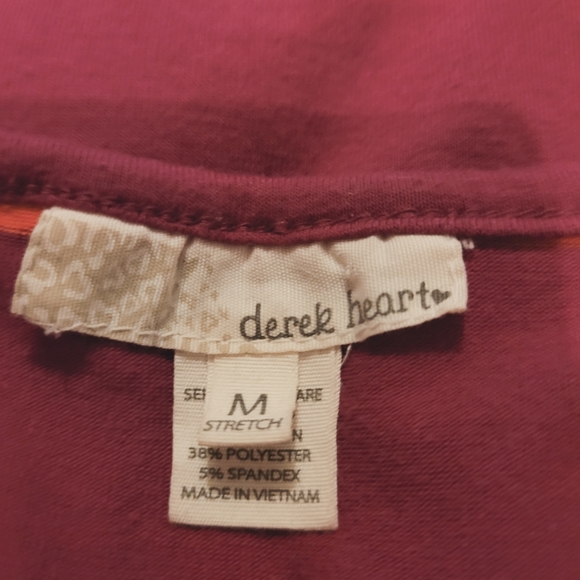 derek heart
M
STRETCH
38% POLYESTER
5% SPANDEX
MADE IN VIETNAM